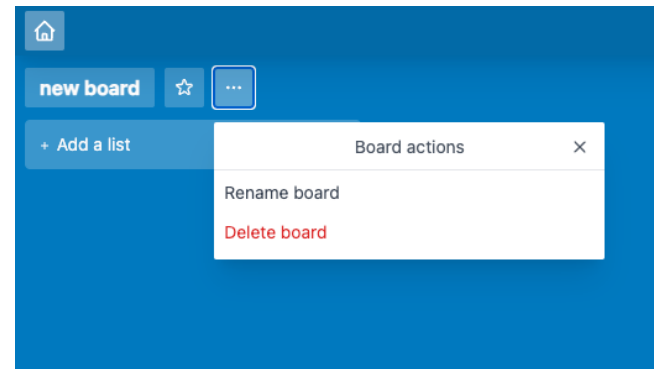 new board
...
+ Add a list
Board actions
Rename board
Delete board